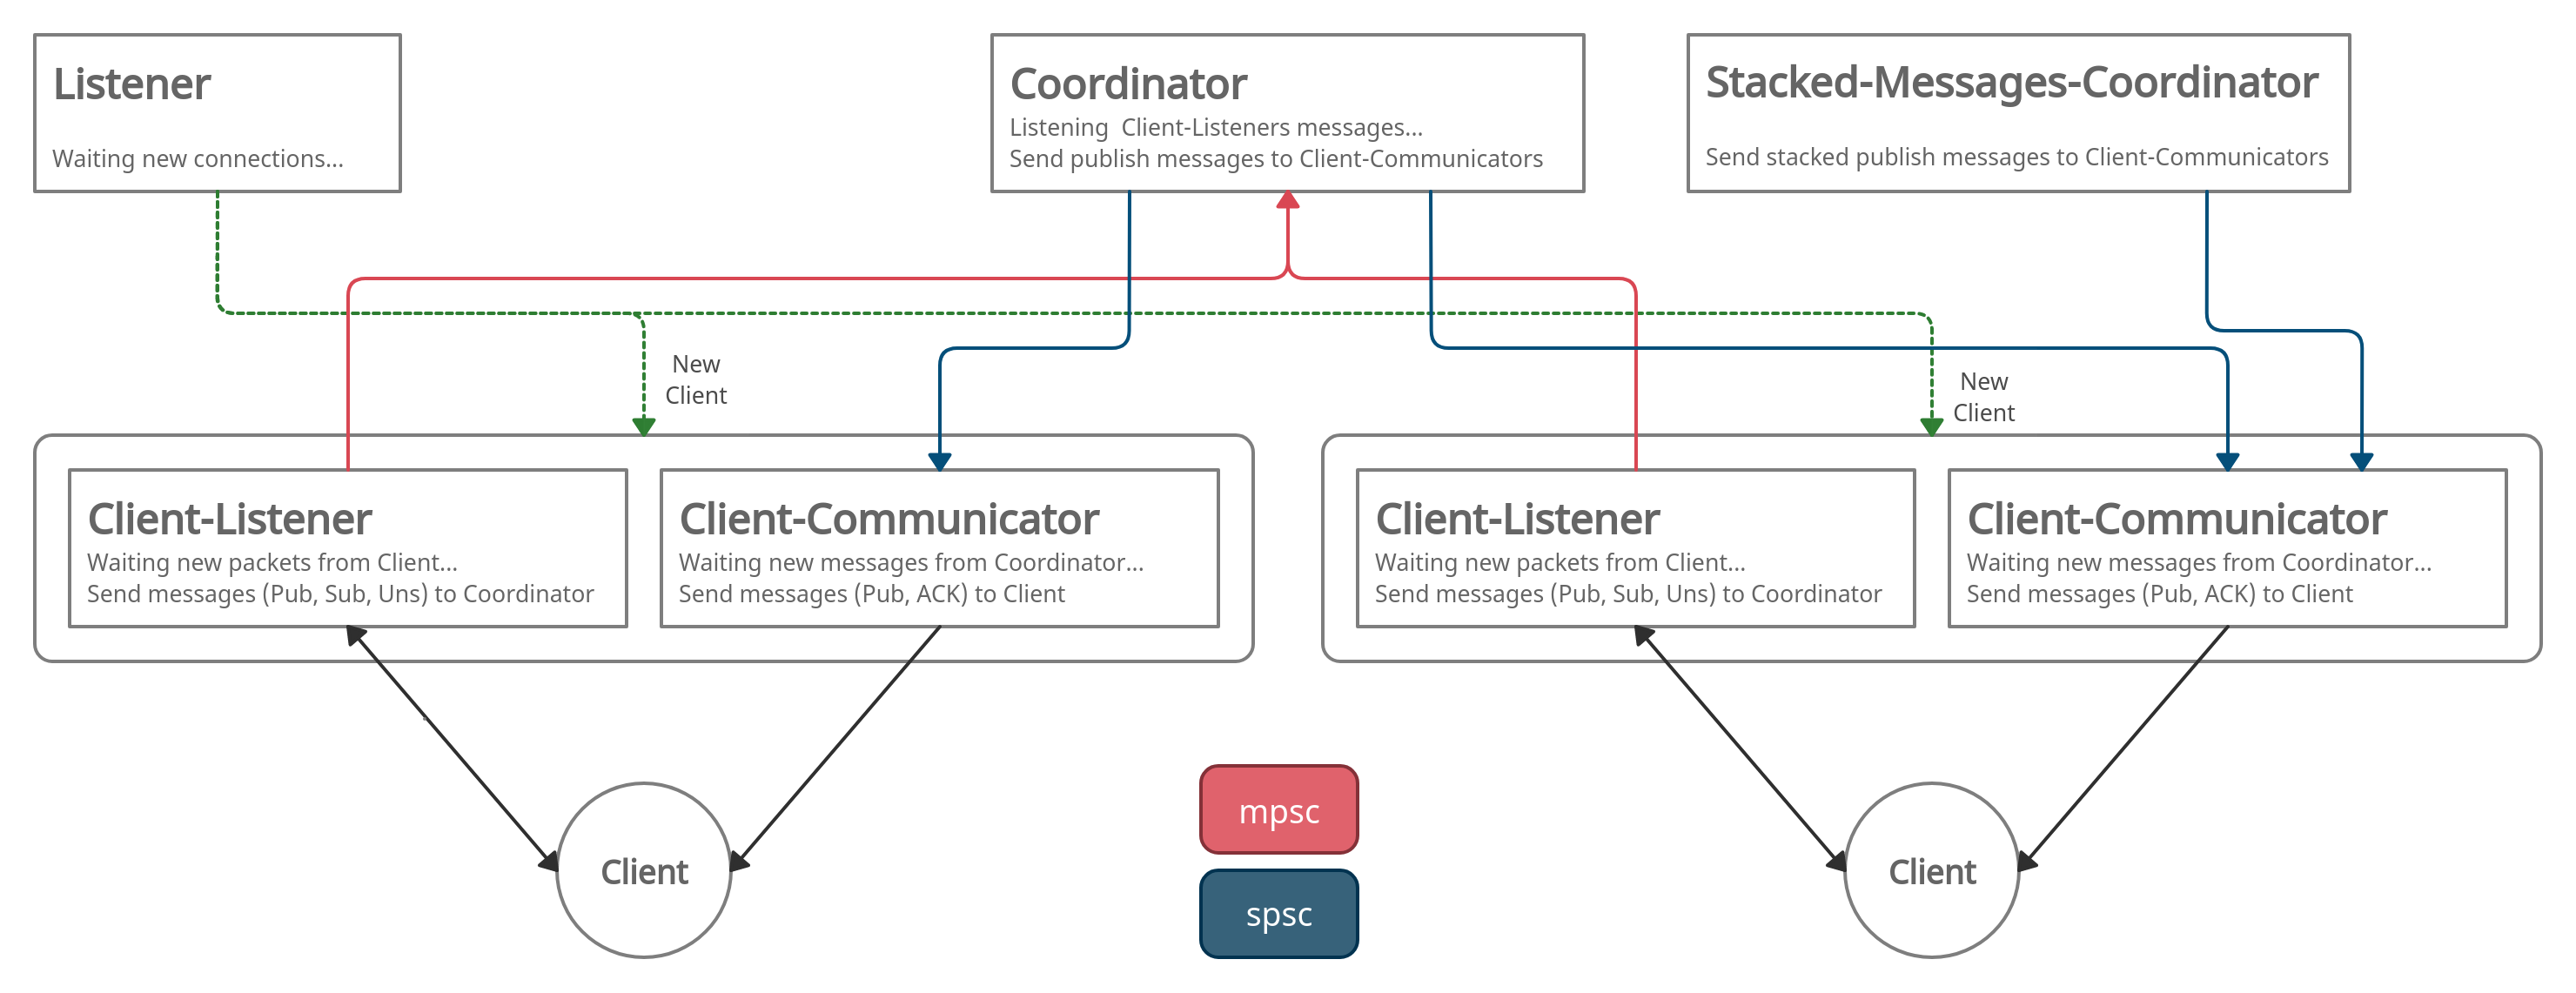 Listener
Waiting new connections...
Coordinator
Listening  Client-Listeners messages...
Send publish messages to Client-Communicators
Stacked-Messages-Coordinator
Send stacked publish messages to Client-Communicators
New
Client
New
Client
Client-Listener
Waiting new packets from Client...
Send messages (Pub, Sub, Uns) to Coordinator
Client-Communicator
Waiting new messages from Coordinator...
Send messages (Pub, ACK) to Client
Client-Listener
Waiting new packets from Client...
Send messages (Pub, Sub, Uns) to Coordinator
Client-Communicator
Waiting new messages from Coordinator...
Send messages (Pub, ACK) to Client
Client
mpsc
spsc
Client